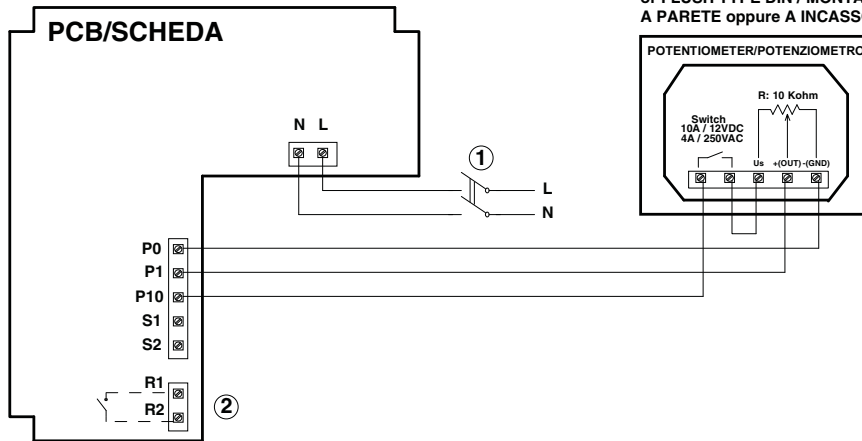 A PARETE oppure A INCASSO
PCB/SCHEDA
POTENTIOMETER/POTENZIOMETRO
R: 10 Kohm
Switch
10A / 12VDC
4A / 250VAC
Us +(OUT) -(GND)
N L
1
L
N
P0
P1
P10
S1
S2
R1
R2
2